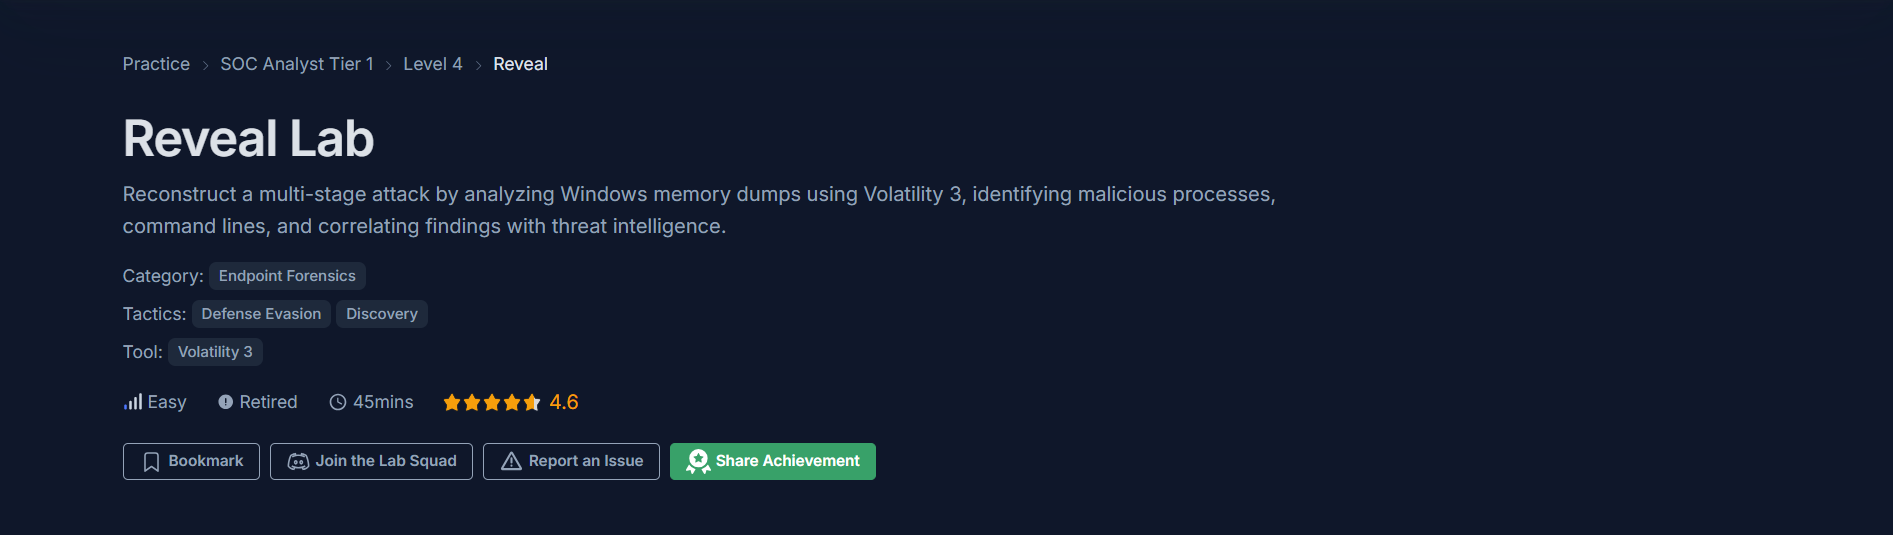 Practice > SOC Analyst Tier 1 > Level 4 > Reveal
Reveal Lab
Reconstruct a multi-stage attack by analyzing Windows memory dumps using Volatility 3, identifying malicious processes,
command lines, and correlating findings with threat intelligence.
Category: Endpoint Forensics
Tactics: Defense Evasion Discovery
Tool: Volatility 3
Easy Retired 45mins 4.6
Bookmark Join the Lab Squad Report an Issue Share Achievement